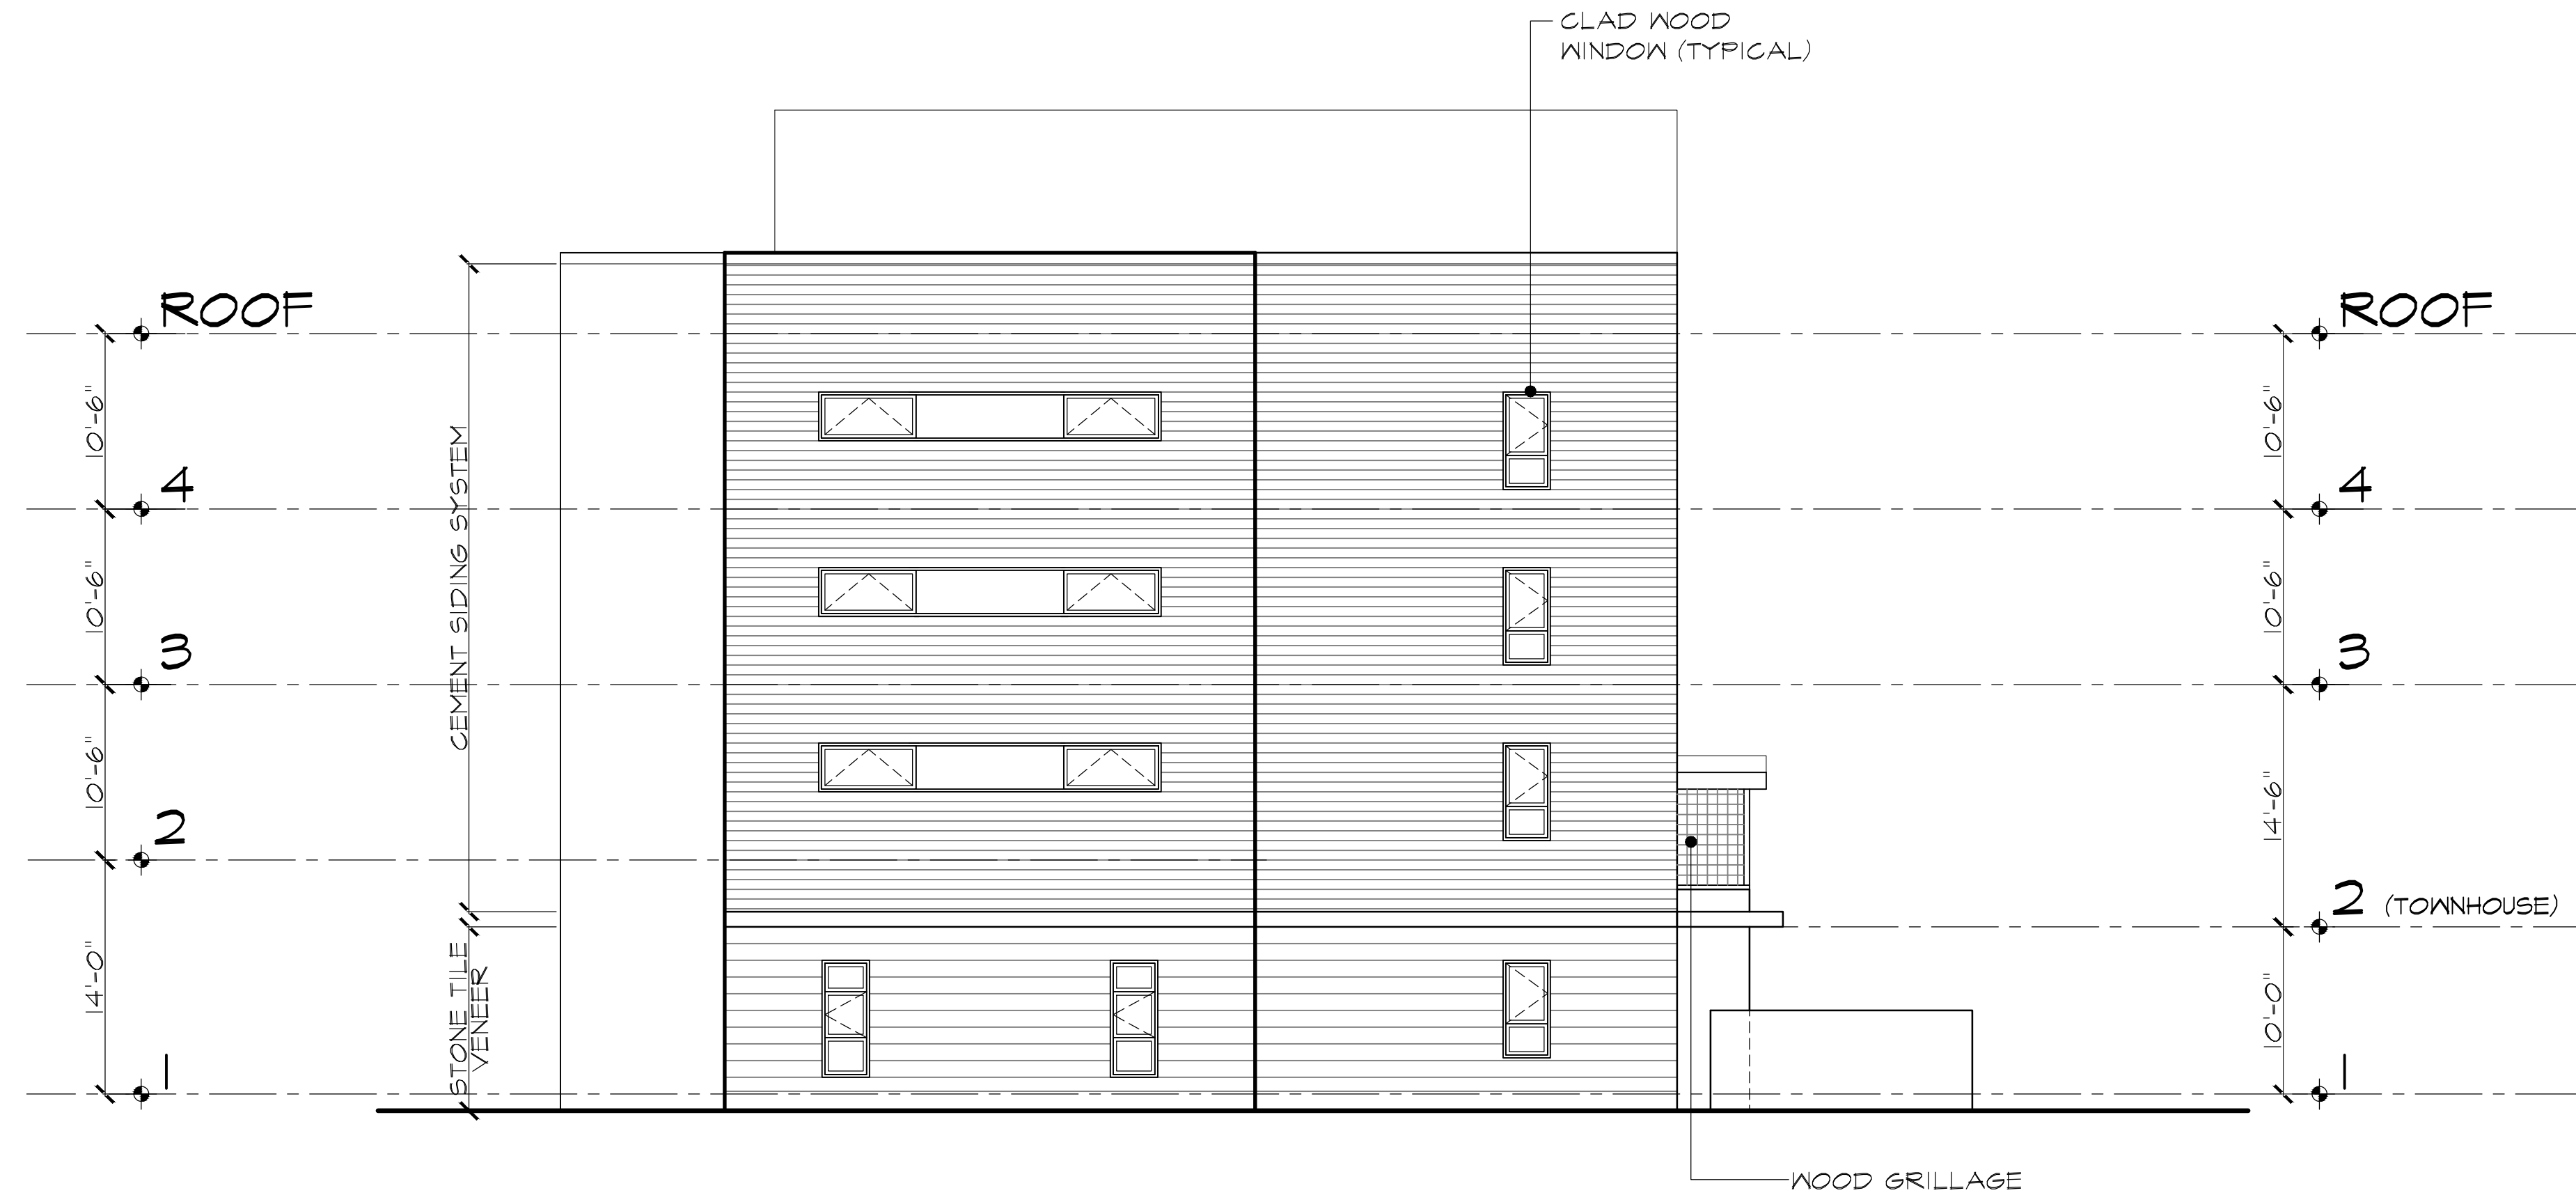 CLAD WOOD
WINDOW (TYPICAL)
ROOF
ROOF
10'-6"
10'-6"
4
4
CEMENT SIDING SYSTEM
10'-6"
10'-6"
3
3
10'-6"
14'-6"
2
2 (TOWNHOUSE)
STONE TILE
VENEER
14'-0"
10'-0"
1
1
WOOD GRILLAGE